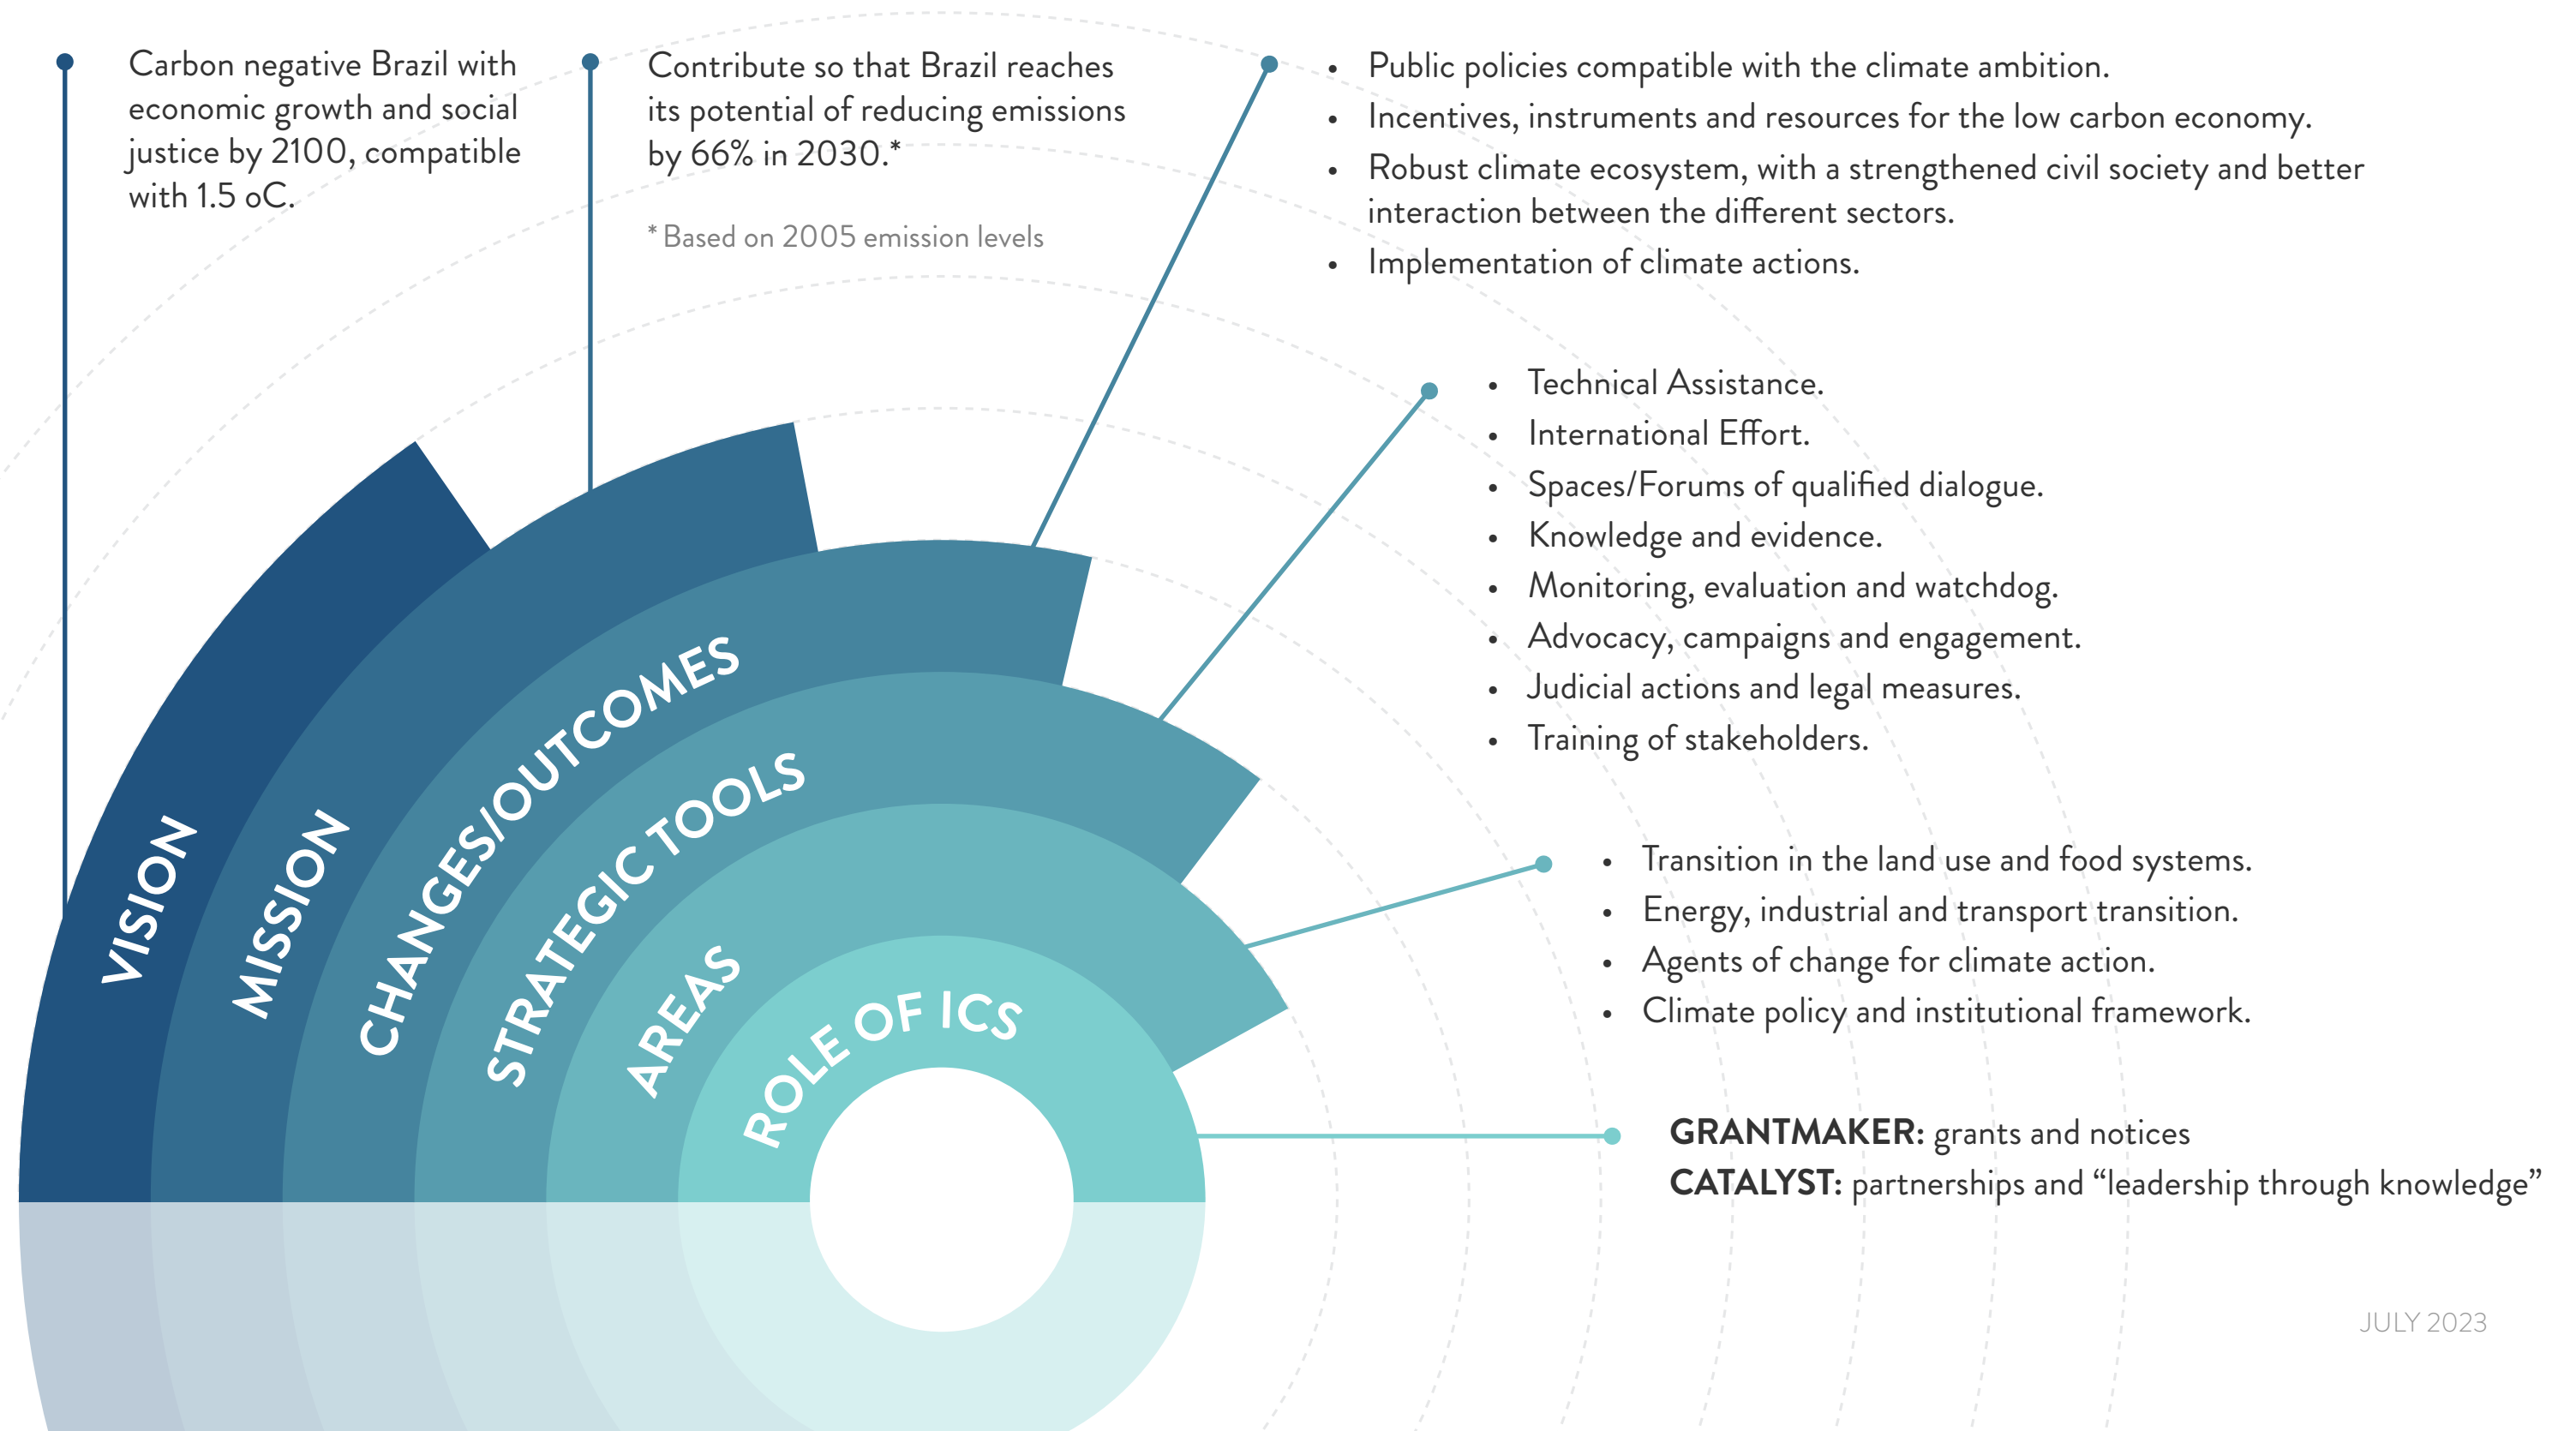 Carbon negative Brazil with
economic growth and social
justice by 2100, compatible
with 1.5 oC.
Contribute so that Brazil reaches
its potential of reducing emissions
by 66% in 2030.*
* Based on 2005 emission levels
• Public policies compatible with the climate ambition.
• Incentives, instruments and resources for the low carbon economy.
• Robust climate ecosystem, with a strengthened civil society and better
interaction between the different sectors.
• Implementation of climate actions.
• Technical Assistance.
• International Effort.
• Spaces/Forums of qualified dialogue.
• Knowledge and evidence.
• Monitoring, evaluation and watchdog.
• Advocacy, campaigns and engagement.
• Judicial actions and legal measures.
• Training of stakeholders.
• Transition in the land use and food systems.
• Energy, industrial and transport transition.
• Agents of change for climate action.
• Climate policy and institutional framework.
GRANTMAKER: grants and notices
CATALYST: partnerships and “leadership through knowledge”
VISION
MISSION
CHANGES/OUTCOMES
STRATEGIC TOOLS
AREAS
ROLE OF ICS
JULY 2023